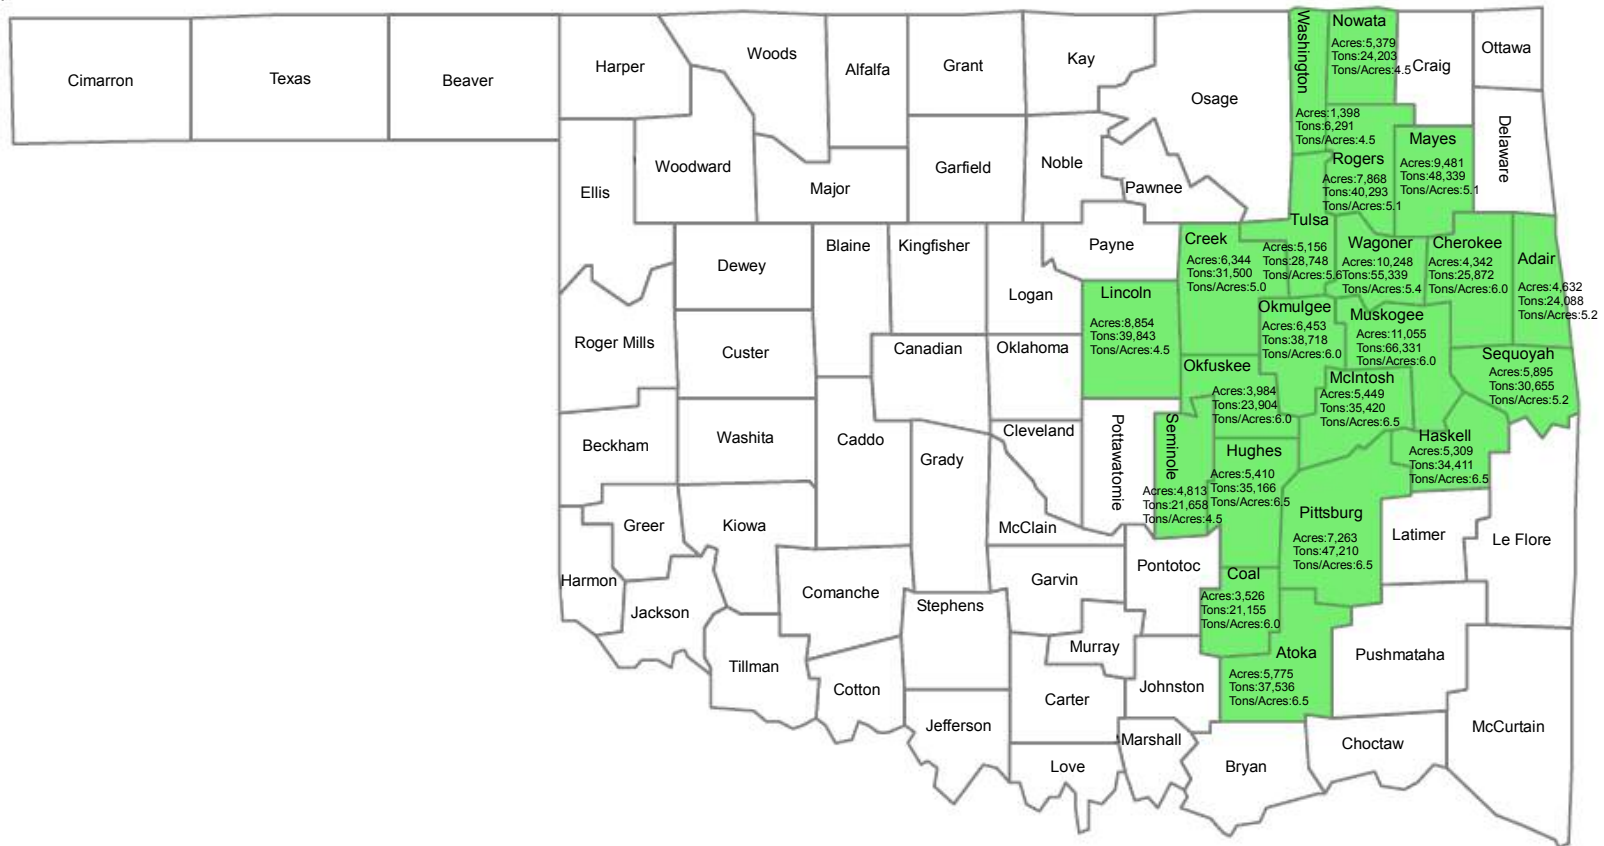 Cimarron
Texas
Beaver
Harper
Woods
Alfalfa
Grant
Kay
Osage
Washington
Acres:1,398
Tons:6,291
Tons/Acres:4.5
Nowata
Acres:5,379
Tons:24,203
Tons/Acres:4.5
Craig
Ottawa
Delaware
Ellis
Woodward
Major
Garfield
Noble
Pawnee
Rogers
Acres:7,868
Tons:40,293
Tons/Acres:5.1
Mayes
Acres:9,481
Tons:48,339
Tons/Acres:5.1
Dewey
Blaine
Kingfisher
Logan
Payne
Creek
Acres:6,344
Tons:31,500
Tons/Acres:5.0
Tulsa
Acres:5,156
Tons:28,748
Tons/Acres:5.6
Wagoner
Acres:10,248
Tons:55,339
Tons/Acres:5.4
Cherokee
Acres:4,342
Tons:25,872
Tons/Acres:6.0
Adair
Acres:4,632
Tons:24,088
Tons/Acres:5.2
Roger Mills
Custer
Canadian
Oklahoma
Lincoln
Acres:8,854
Tons:39,843
Tons/Acres:4.5
Okmulgee
Acres:6,453
Tons:38,718
Tons/Acres:6.0
Muskogee
Acres:11,055
Tons:66,331
Tons/Acres:6.0
Sequoyah
Acres:5,895
Tons:30,655
Tons/Acres:5.2
Okfuskee
Acres:3,984
Tons:23,904
Tons/Acres:6.0
McIntosh
Acres:5,449
Tons:35,420
Tons/Acres:6.5
Beckham
Washita
Caddo
Grady
Cleveland
Pottawatomie
Seminole
Acres:4,813
Tons:21,658
Tons/Acres:4.5
Hughes
Acres:5,410
Tons:35,166
Tons/Acres:6.5
Haskell
Acres:5,309
Tons:34,411
Tons/Acres:6.5
Greer
Kiowa
McClain
Pittsburg
Acres:7,263
Tons:47,210
Tons/Acres:6.5
Latimer
Le Flore
Harmon
Jackson
Comanche
Stephens
Garvin
Pontotoc
Coal
Acres:3,526
Tons:21,155
Tons/Acres:6.0
Tillman
Cotton
Murray
Johnston
Atoka
Acres:5,775
Tons:37,536
Tons/Acres:6.5
Pushmataha
Jefferson
Carter
Marshall
Love
Bryan
Choctaw
McCurtain